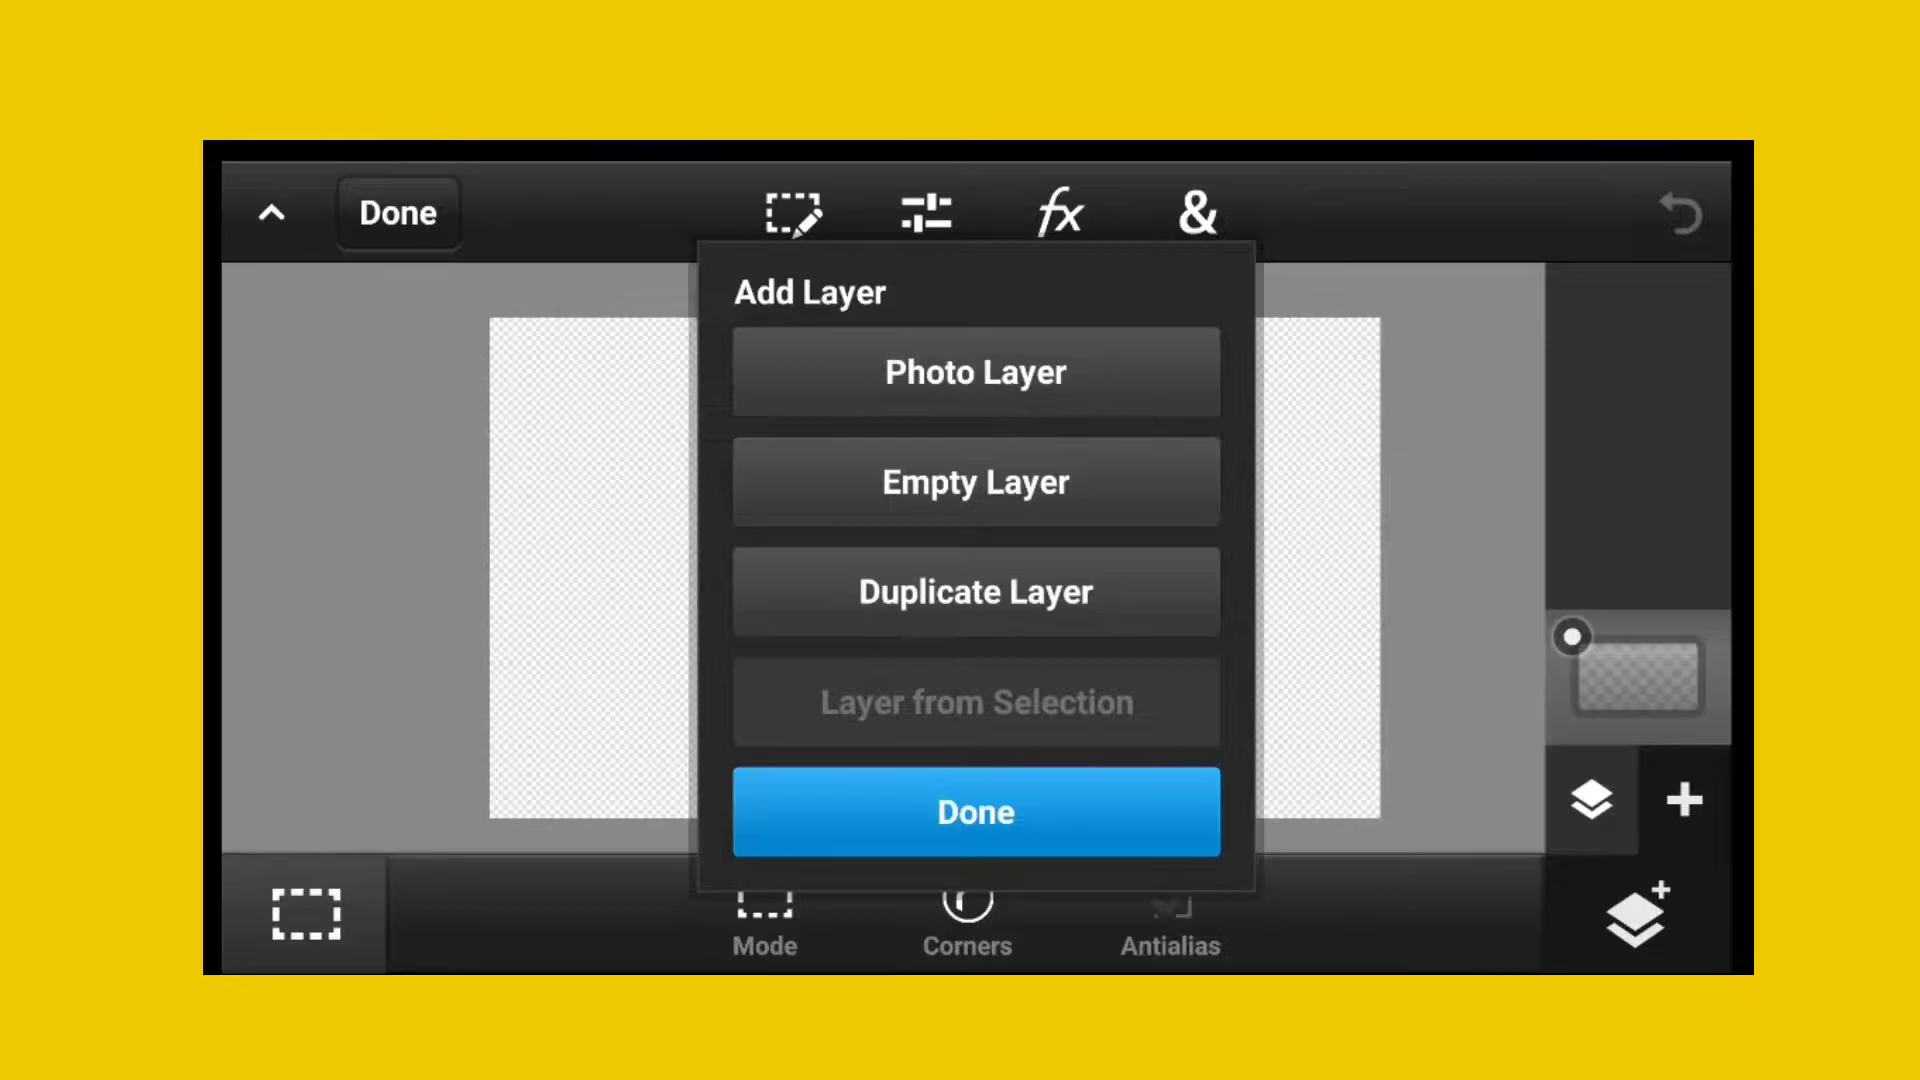 Done
fx
&
Add Layer
Photo Layer
Empty Layer
Duplicate Layer
Layer from Selection
Done
Mode
Corners
Antialias